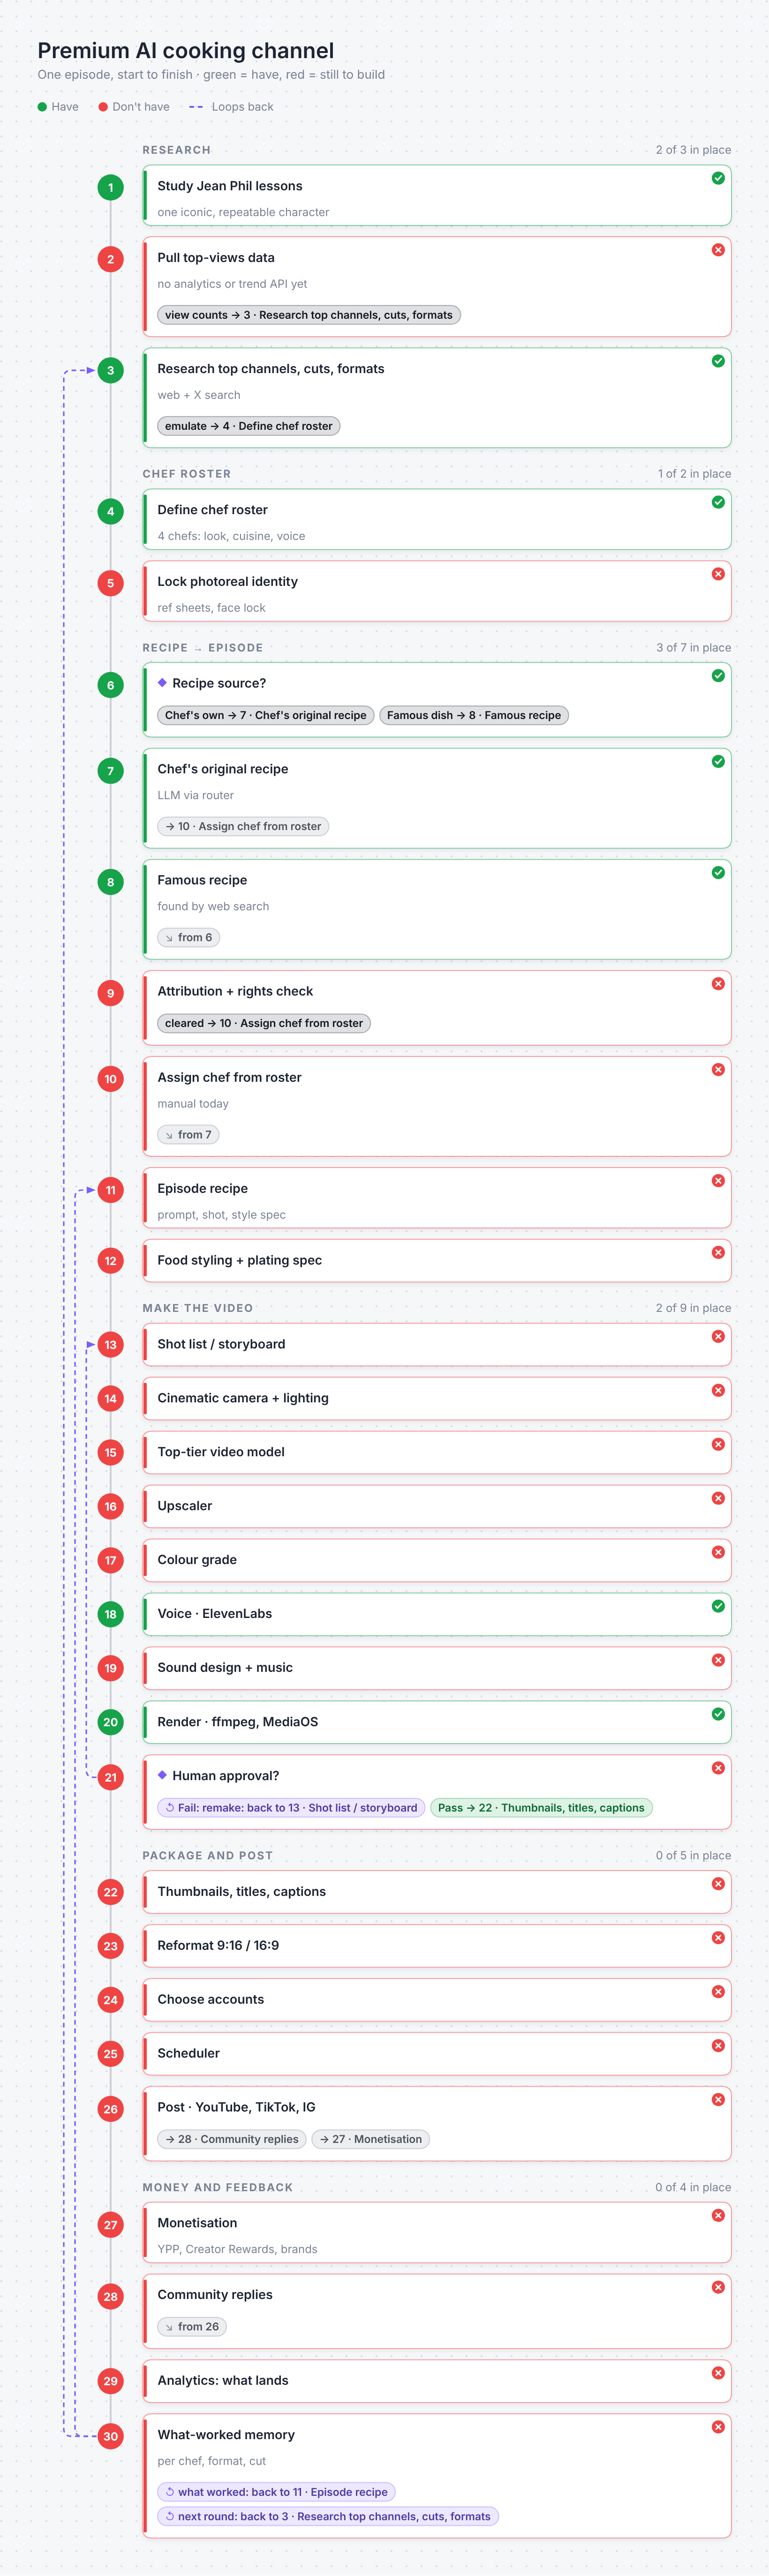 Premium AI cooking channel
One episode, start to finish · green = have, red = still to build
Have
Don't have
Loops back
RESEARCH
2 of 3 in place
1
Study Jean Phil lessons
one iconic, repeatable character
2
Pull top-views data
no analytics or trend API yet
view counts → 3 · Research top channels, cuts, formats
3
Research top channels, cuts, formats
web + X search
emulate → 4 · Define chef roster
CHEF ROSTER
1 of 2 in place
4
Define chef roster
4 chefs: look, cuisine, voice
5
Lock photoreal identity
ref sheets, face lock
RECIPE → EPISODE
3 of 7 in place
6
Recipe source?
Chef's own → 7 · Chef's original recipe
Famous dish → 8 · Famous recipe
7
Chef's original recipe
LLM via router
→ 10 · Assign chef from roster
8
Famous recipe
found by web search
↘ from 6
9
Attribution + rights check
cleared → 10 · Assign chef from roster
10
Assign chef from roster
manual today
↘ from 7
11
Episode recipe
prompt, shot, style spec
12
Food styling + plating spec
MAKE THE VIDEO
2 of 9 in place
13
Shot list / storyboard
14
Cinematic camera + lighting
15
Top-tier video model
16
Upscaler
17
Colour grade
18
Voice · ElevenLabs
19
Sound design + music
20
Render · ffmpeg, MediaOS
21
Human approval?
↺ Fail: remake: back to 13 · Shot list / storyboard
Pass → 22 · Thumbnails, titles, captions
PACKAGE AND POST
0 of 5 in place
22
Thumbnails, titles, captions
23
Reformat 9:16 / 16:9
24
Choose accounts
25
Scheduler
26
Post · YouTube, TikTok, IG
→ 28 · Community replies
→ 27 · Monetisation
MONEY AND FEEDBACK
0 of 4 in place
27
Monetisation
YPP, Creator Rewards, brands
28
Community replies
↘ from 26
29
Analytics: what lands
30
What-worked memory
per chef, format, cut
↺ what worked: back to 11 · Episode recipe
↺ next round: back to 3 · Research top channels, cuts, formats